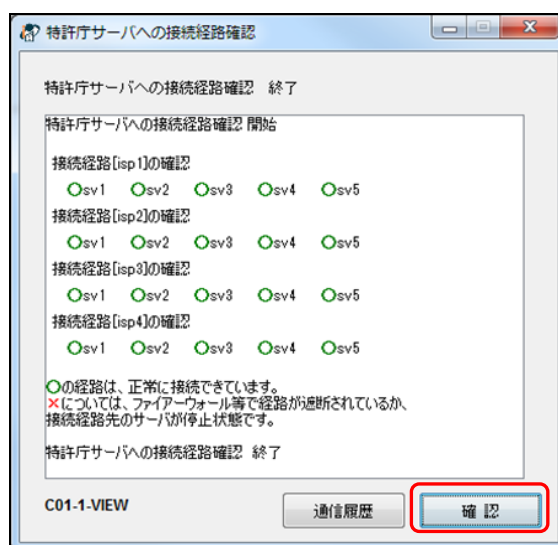 特許庁サーバへの接続経路確認
特許庁サーバへの接続経路確認 終了
特許庁サーバへの接続経路確認 開始
接続経路[isp1]の確認
○sv1 ○sv2 ○sv3 ○sv4 ○sv5
接続経路[isp2]の確認
○sv1 ○sv2 ○sv3 ○sv4 ○sv5
接続経路[isp3]の確認
○sv1 ○sv2 ○sv3 ○sv4 ○sv5
接続経路[isp4]の確認
○sv1 ○sv2 ○sv3 ○sv4 ○sv5
○の経路は、正常に接続できています。
×については、ファイアーウォール等で経路が遮断されているか、
接続経路先のサーバが停止状態です。
特許庁サーバへの接続経路確認 終了
C01-1-VIEW 通信履歴 確 認